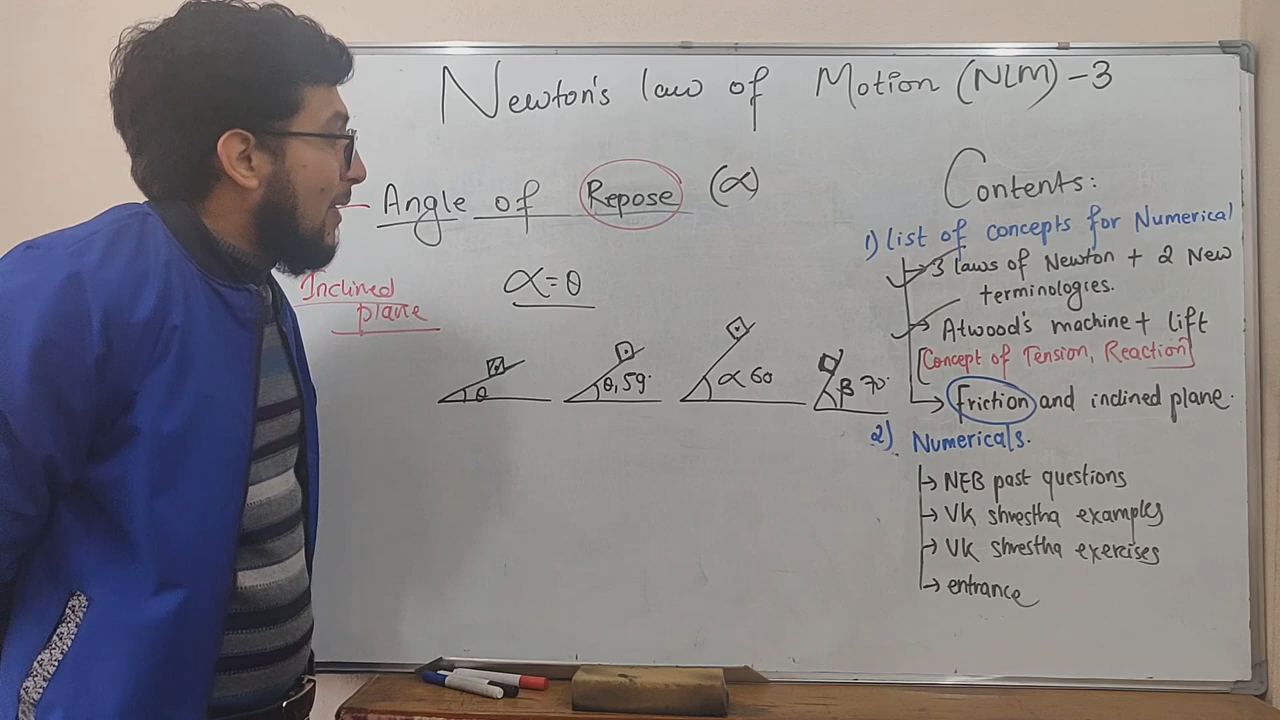 Newton's law of Motion (NLM) -3
Angle of Repose (α)
Inclined
plane
α=θ
θ
θ, 59°
α 60
β 70°
Contents:
1) list of concepts for Numerical
→ 3 laws of Newton + 2 New
terminologies.
→ Atwood's machine + lift
[Concept of Tension, Reaction]
→ Friction and inclined plane.
2) Numericals.
→ NEB past questions
→ VK shrestha examples
→ VK shrestha exercises
→ entrance